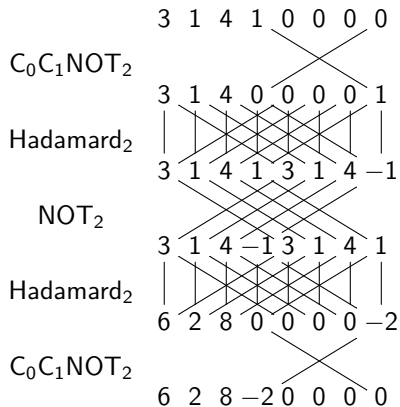 3 1 4 1 0 0 0 0
C₀C₁NOT₂
3 1 4 0 0 0 0 1
Hadamard₂
3 1 4 1 3 1 4 −1
NOT₂
3 1 4 −1 3 1 4 1
Hadamard₂
6 2 8 0 0 0 0 −2
C₀C₁NOT₂
6 2 8 −2 0 0 0 0